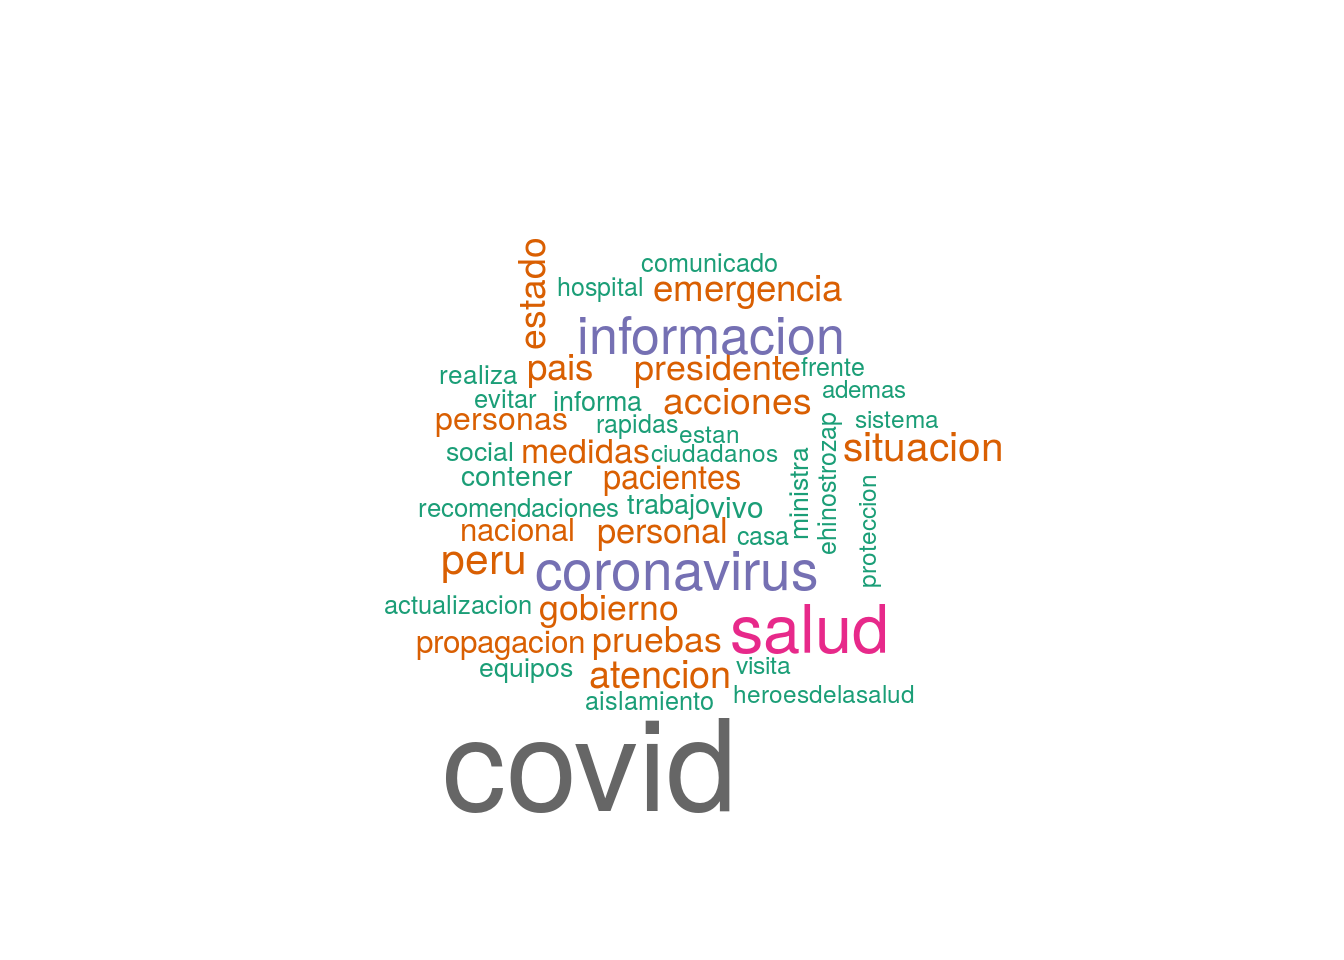 comunicado
estado
hospital
emergencia
informacion
pais
presidente
frente
realiza
ademas
evitar
informa
acciones
personas
rapidas
sistema
estan
situacion
social
medidas
ciudadanos
contener
pacientes
ministra
ehinostrozap
proteccion
recomendaciones
trabajo
vivo
nacional
personal
casa
peru
coronavirus
actualizacion
gobierno
salud
propagacion
pruebas
equipos
atencion
visita
aislamiento
heroesdelasalud
covid